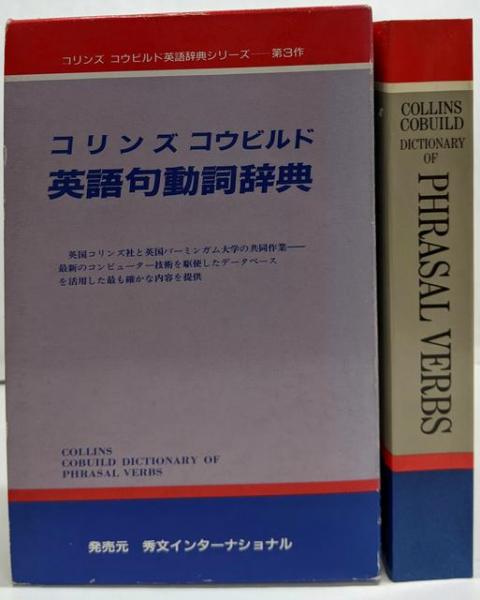 コリンズ コウビルド英語辞典シリーズ──第3作
コリンズ コウビルド
英語句動詞辞典
英国コリンズ社と英国バーミンガム大学の共同作業──
最新のコンピューター技術を駆使したデータベース
を活用した最も確かな内容を提供
COLLINS
COBUILD DICTIONARY OF
PHRASAL VERBS
発売元 秀文インターナショナル
COLLINS
COBUILD
DICTIONARY
OF
PHRASAL VERBS